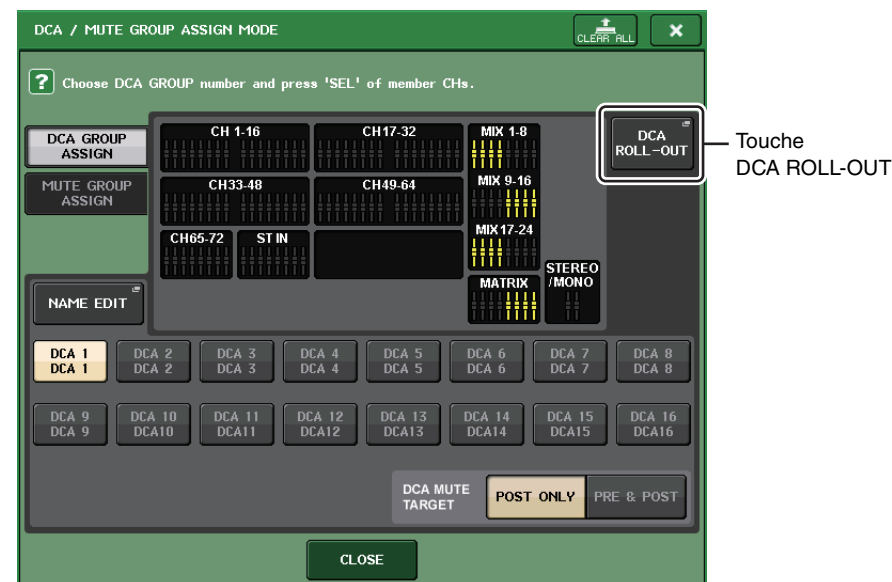 DCA / MUTE GROUP ASSIGN MODE
CLEAR ALL
? Choose DCA GROUP number and press 'SEL' of member CHs.
DCA GROUP
ASSIGN
MUTE GROUP
ASSIGN
CH 1-16
CH17-32
MIX 1-8
CH33-48
CH49-64
MIX 9-16
CH65-72
ST IN
MIX17-24
MATRIX
STEREO
/MONO
DCA
ROLL-OUT
Touche
DCA ROLL-OUT
NAME EDIT
DCA 1 DCA 2 DCA 3 DCA 4 DCA 5 DCA 6 DCA 7 DCA 8
DCA 1 DCA 2 DCA 3 DCA 4 DCA 5 DCA 6 DCA 7 DCA 8
DCA 9 DCA 10 DCA 11 DCA 12 DCA 13 DCA 14 DCA 15 DCA 16
DCA 9 DCA10 DCA11 DCA12 DCA13 DCA14 DCA15 DCA16
DCA MUTE
TARGET
POST ONLY
PRE & POST
CLOSE